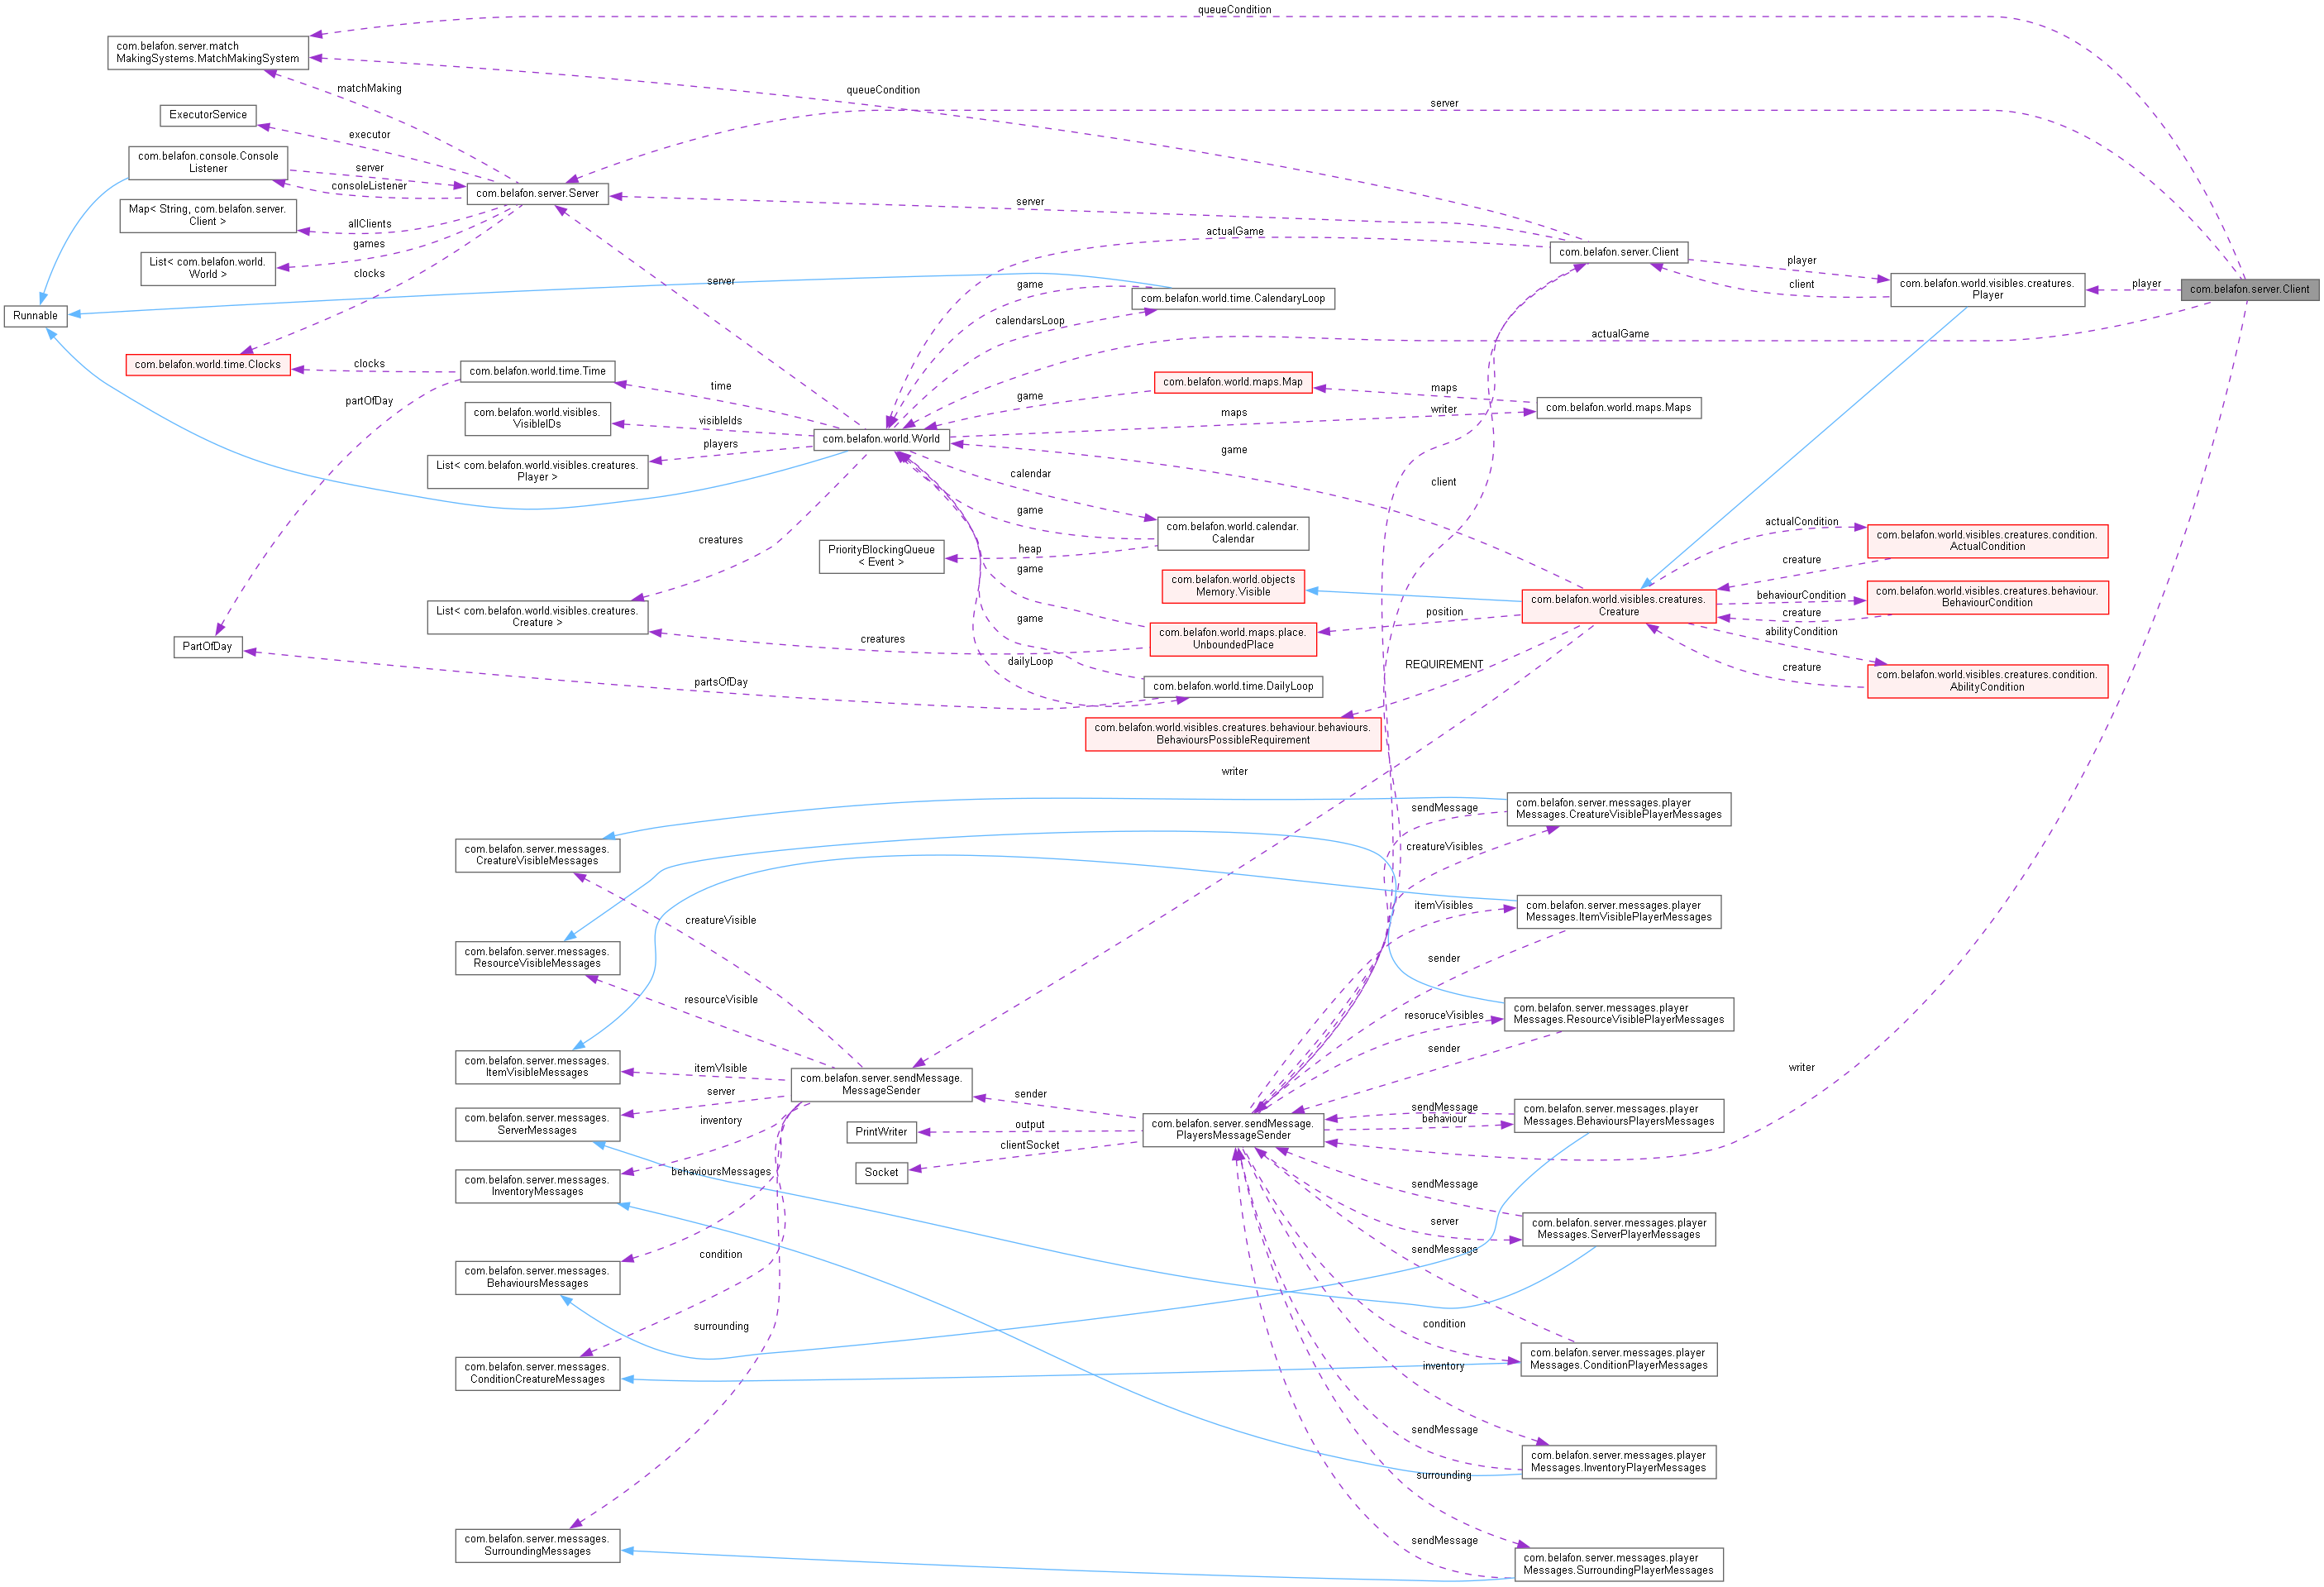 queueCondition
com.belafon.server.match
MakingSystems.MatchMakingSystem
matchMaking
queueCondition
server
ExecutorService
executor
com.belafon.console.Console
Listener
server
consoleListener
com.belafon.server.Server
Map< String, com.belafon.server.
Client >
allClients
games
List< com.belafon.world.
World >
clocks
server
actualGame
com.belafon.server.Client
player
client
com.belafon.world.visibles.creatures.
Player
player
com.belafon.server.Client
server
game
com.belafon.world.time.CalendaryLoop
calendarsLoop
Runnable
actualGame
com.belafon.world.time.Clocks
clocks
com.belafon.world.time.Time
time
partOfDay
com.belafon.world.maps.Map
game
maps
com.belafon.world.maps.Maps
maps
writer
com.belafon.world.visibles.
VisibleIDs
visibleIds
com.belafon.world.World
players
List< com.belafon.world.visibles.creatures.
Player >
game
calendar
client
game
com.belafon.world.calendar.
Calendar
heap
PriorityBlockingQueue
< Event >
creatures
game
com.belafon.world.objects
Memory.Visible
actualCondition
com.belafon.world.visibles.creatures.condition.
ActualCondition
creature
com.belafon.world.visibles.creatures.
Creature
behaviourCondition
com.belafon.world.visibles.creatures.behaviour.
BehaviourCondition
creature
abilityCondition
creature
com.belafon.world.visibles.creatures.condition.
AbilityCondition
List< com.belafon.world.visibles.creatures.
Creature >
game
position
com.belafon.world.maps.place.
UnboundedPlace
creatures
PartOfDay
partsOfDay
dailyLoop
com.belafon.world.time.DailyLoop
REQUIREMENT
com.belafon.world.visibles.creatures.behaviour.behaviours.
BehavioursPossibleRequirement
writer
sendMessage
com.belafon.server.messages.player
Messages.CreatureVisiblePlayerMessages
creatureVisibles
com.belafon.server.messages.
CreatureVisibleMessages
creatureVisible
itemVisibles
com.belafon.server.messages.player
Messages.ItemVisiblePlayerMessages
com.belafon.server.messages.
ResourceVisibleMessages
sender
resourceVisible
resoruceVisibles
com.belafon.server.messages.player
Messages.ResourceVisiblePlayerMessages
sender
com.belafon.server.messages.
ItemVisibleMessages
itemVIsible
com.belafon.server.sendMessage.
MessageSender
writer
server
sender
com.belafon.server.messages.
ServerMessages
inventory
PrintWriter
output
clientSocket
Socket
com.belafon.server.sendMessage.
PlayersMessageSender
sendMessage
behaviour
com.belafon.server.messages.player
Messages.BehavioursPlayersMessages
com.belafon.server.messages.
InventoryMessages
behavioursMessages
sendMessage
server
com.belafon.server.messages.player
Messages.ServerPlayerMessages
sendMessage
com.belafon.server.messages.
BehavioursMessages
condition
surrounding
condition
com.belafon.server.messages.player
Messages.ConditionPlayerMessages
com.belafon.server.messages.
ConditionCreatureMessages
inventory
sendMessage
com.belafon.server.messages.player
Messages.InventoryPlayerMessages
surrounding
com.belafon.server.messages.
SurroundingMessages
sendMessage
com.belafon.server.messages.player
Messages.SurroundingPlayerMessages